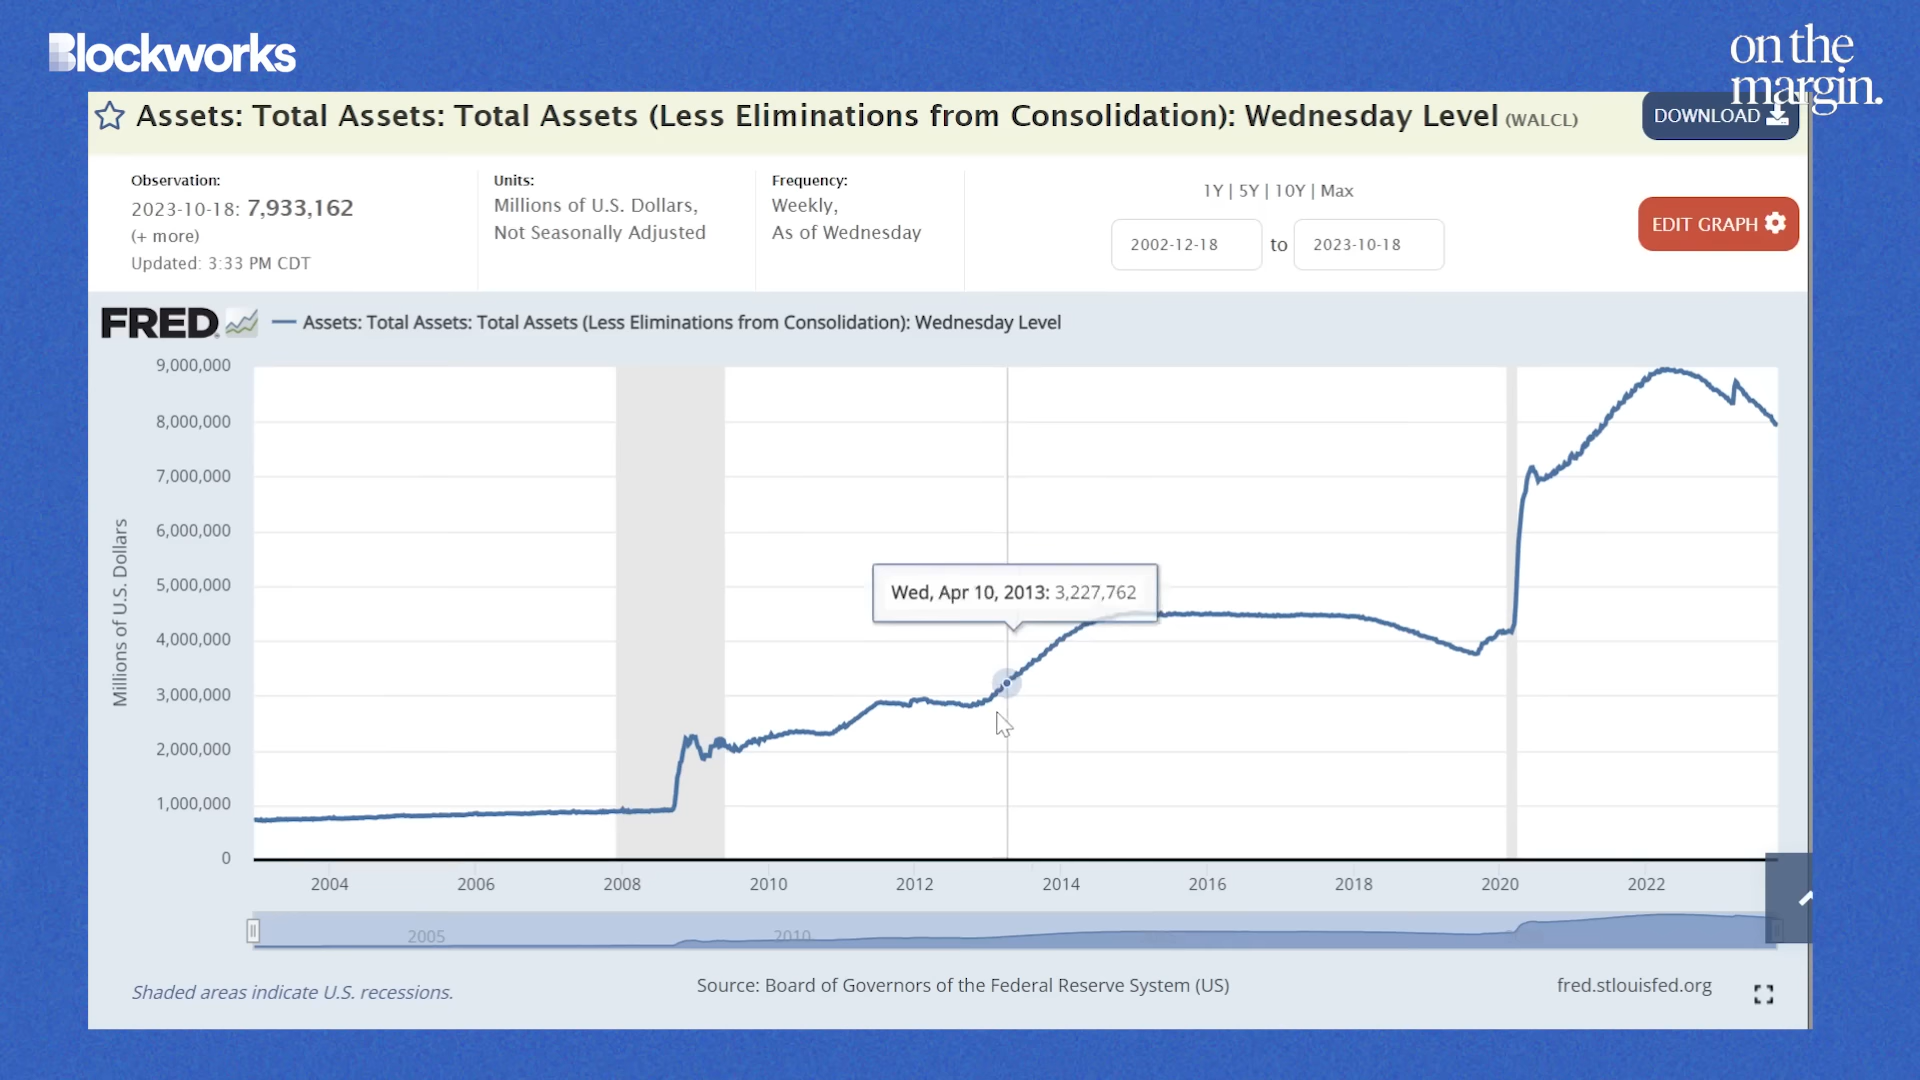 Blockworks
on the
margin.
Assets: Total Assets: Total Assets (Less Eliminations from Consolidation): Wednesday Level (WALCL)
DOWNLOAD
Observation:
2023-10-18: 7,933,162
(+ more)
Updated: 3:33 PM CDT
Units:
Millions of U.S. Dollars,
Not Seasonally Adjusted
Frequency:
Weekly,
As of Wednesday
1Y | 5Y | 10Y | Max
2002-12-18 to 2023-10-18
EDIT GRAPH
FRED
Assets: Total Assets: Total Assets (Less Eliminations from Consolidation): Wednesday Level
Millions of U.S. Dollars
9,000,000
8,000,000
7,000,000
6,000,000
5,000,000
4,000,000
3,000,000
2,000,000
1,000,000
0
Wed, Apr 10, 2013: 3,227,762
2004 2006 2008 2010 2012 2014 2016 2018 2020 2022
2005 2010
Shaded areas indicate U.S. recessions.
Source: Board of Governors of the Federal Reserve System (US)
fred.stlouisfed.org